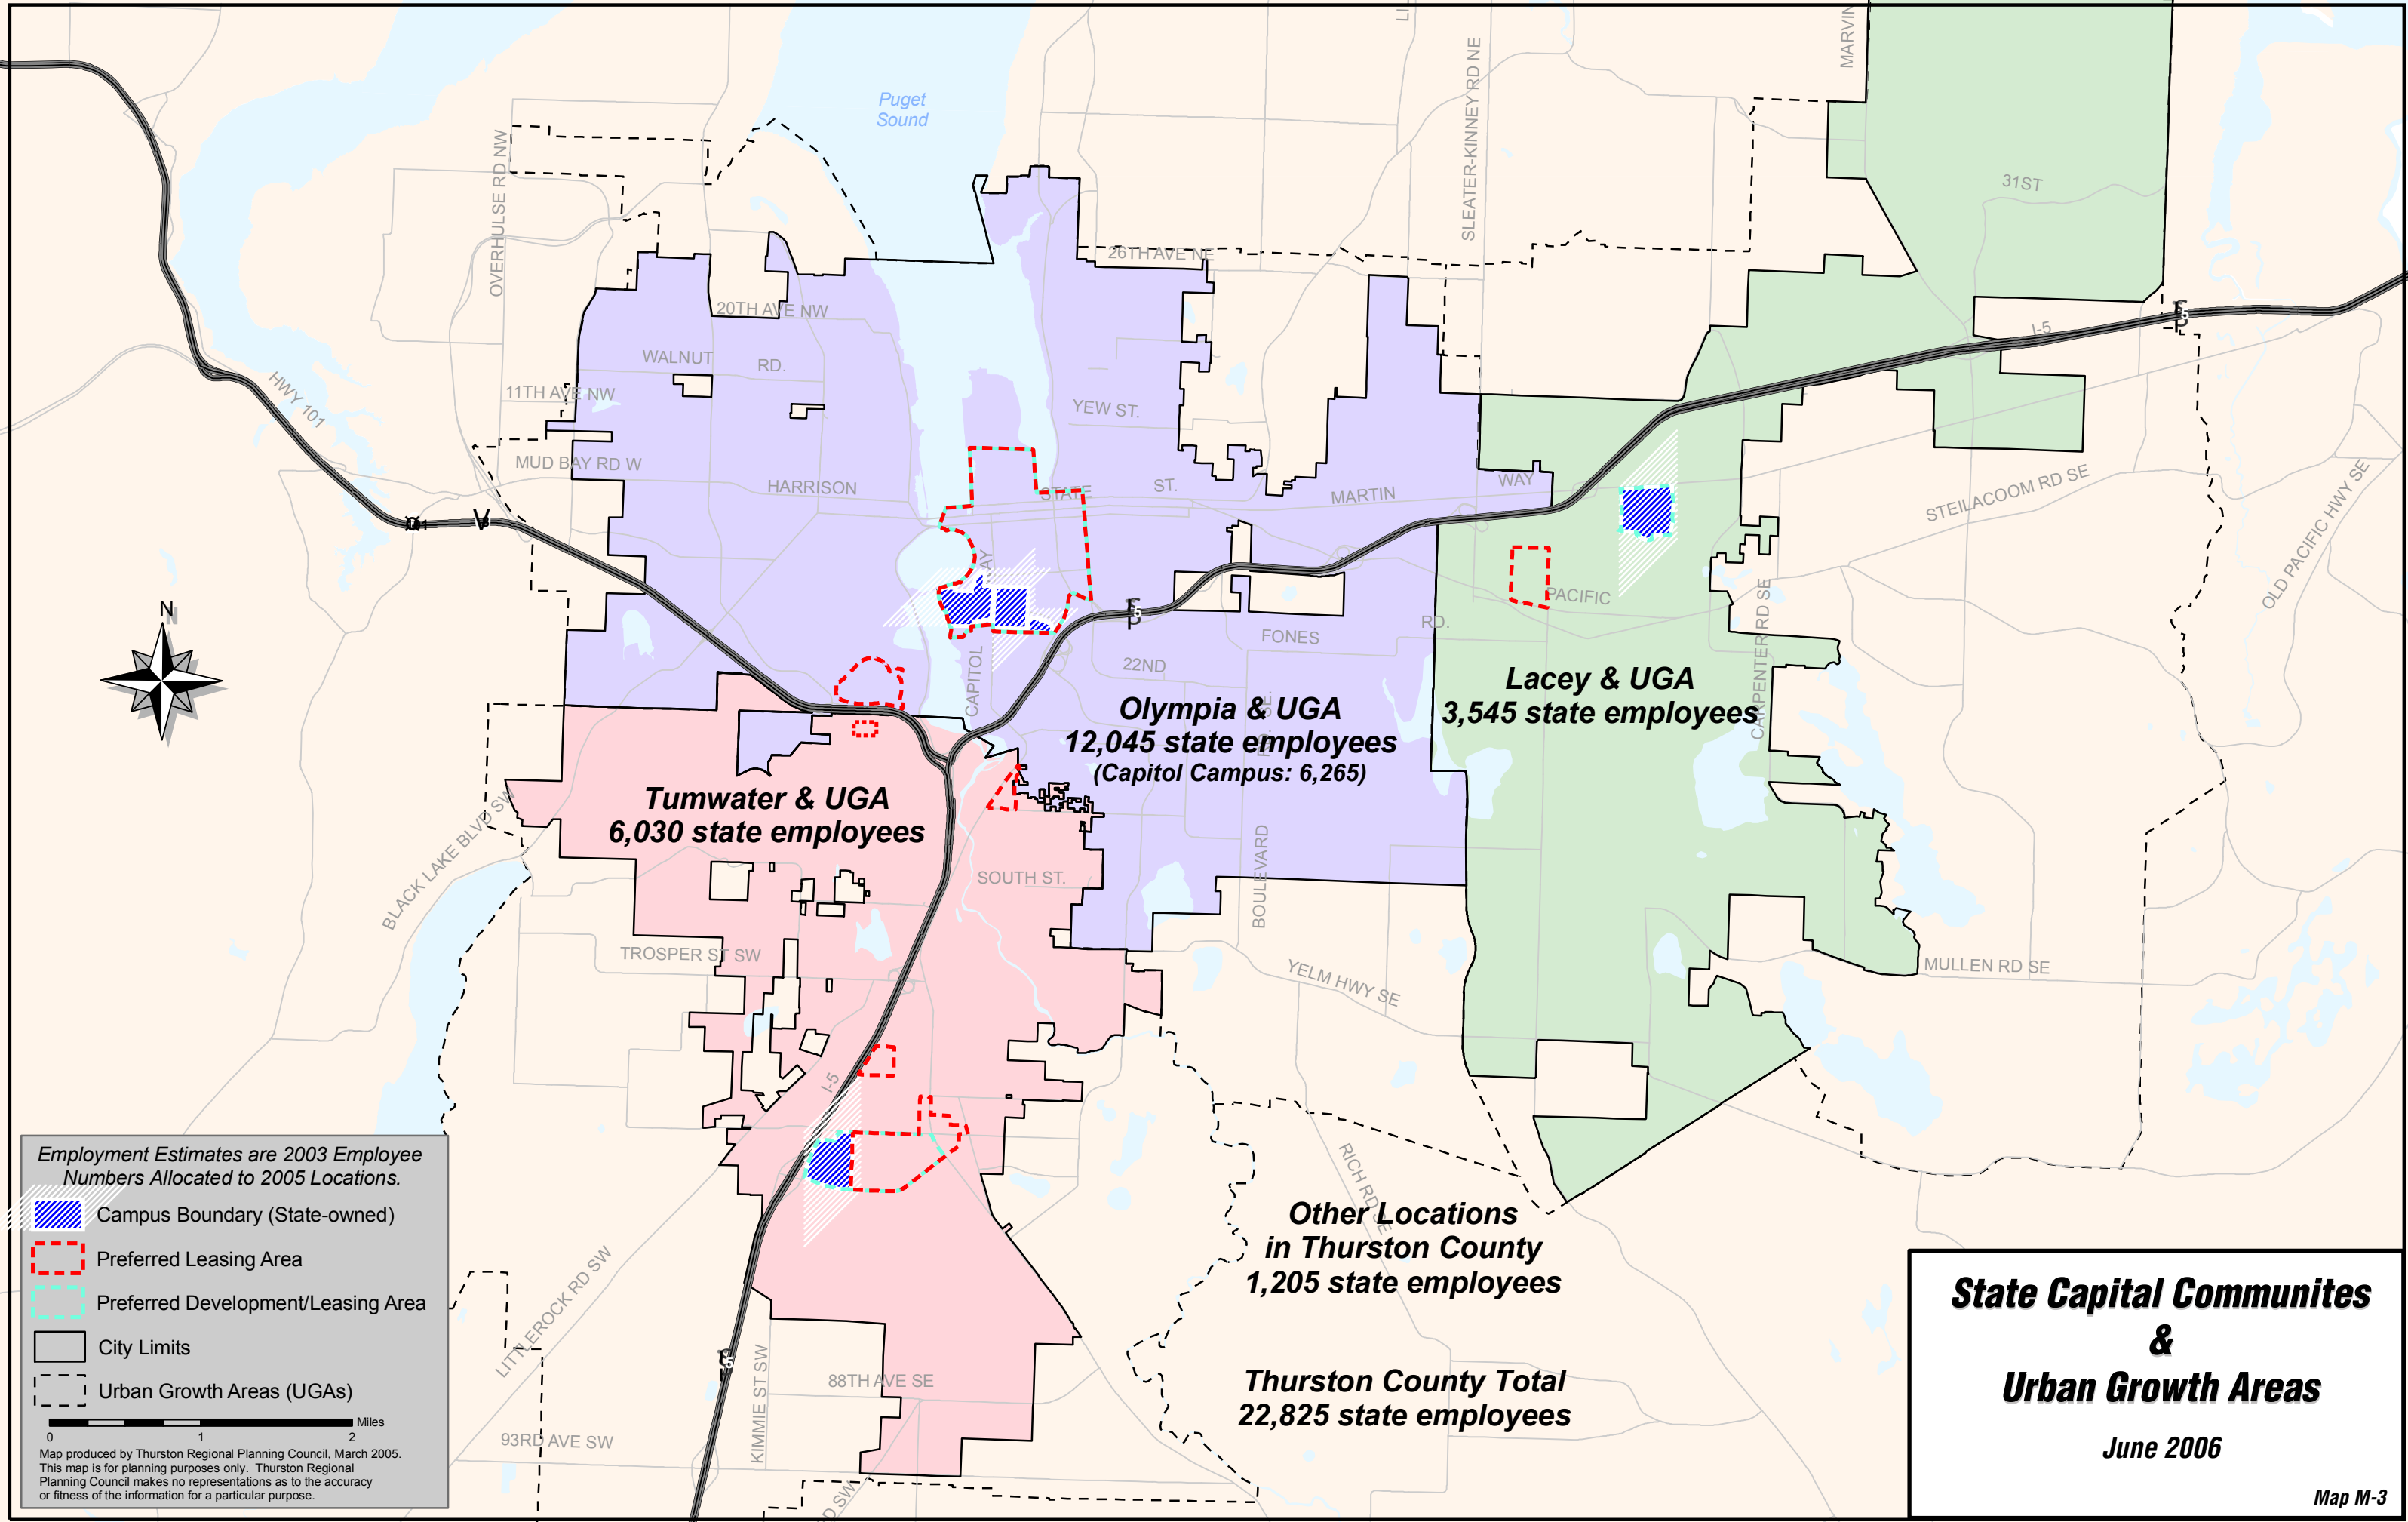 Puget
Sound
OVERHULSE RD NW
SLEATER-KINNEY RD NE
MARVIN
31ST
26TH AVE NE
20TH AVE NW
WALNUT
RD.
11TH AVE NW
HWY 101
YEW ST.
MUD BAY RD W
HARRISON
STATE
ST.
MARTIN
WAY
I-5
STEILACOOM RD SE
OLD PACIFIC HWY SE
PACIFIC
CARPENTER RD SE
FONES
RD.
22ND
CAPITOL
WAY
N
Lacey & UGA
3,545 state employees
Olympia & UGA
12,045 state employees
(Capitol Campus: 6,265)
Tumwater & UGA
6,030 state employees
BLACK LAKE BLVD SW
SOUTH ST.
BOULEVARD
RD. SE.
TROSPER ST SW
YELM HWY SE
MULLEN RD SE
I-5
RICH RD SE
Other Locations
in Thurston County
1,205 state employees
Thurston County Total
22,825 state employees
LITTLEROCK RD SW
KIMMIE ST SW
88TH AVE SE
93RD AVE SW
Employment Estimates are 2003 Employee
Numbers Allocated to 2005 Locations.
Campus Boundary (State-owned)
Preferred Leasing Area
Preferred Development/Leasing Area
City Limits
Urban Growth Areas (UGAs)
Miles
0 1 2
Map produced by Thurston Regional Planning Council, March 2005.
This map is for planning purposes only. Thurston Regional
Planning Council makes no representations as to the accuracy
or fitness of the information for a particular purpose.
State Capital Communites
&
Urban Growth Areas
June 2006
Map M-3